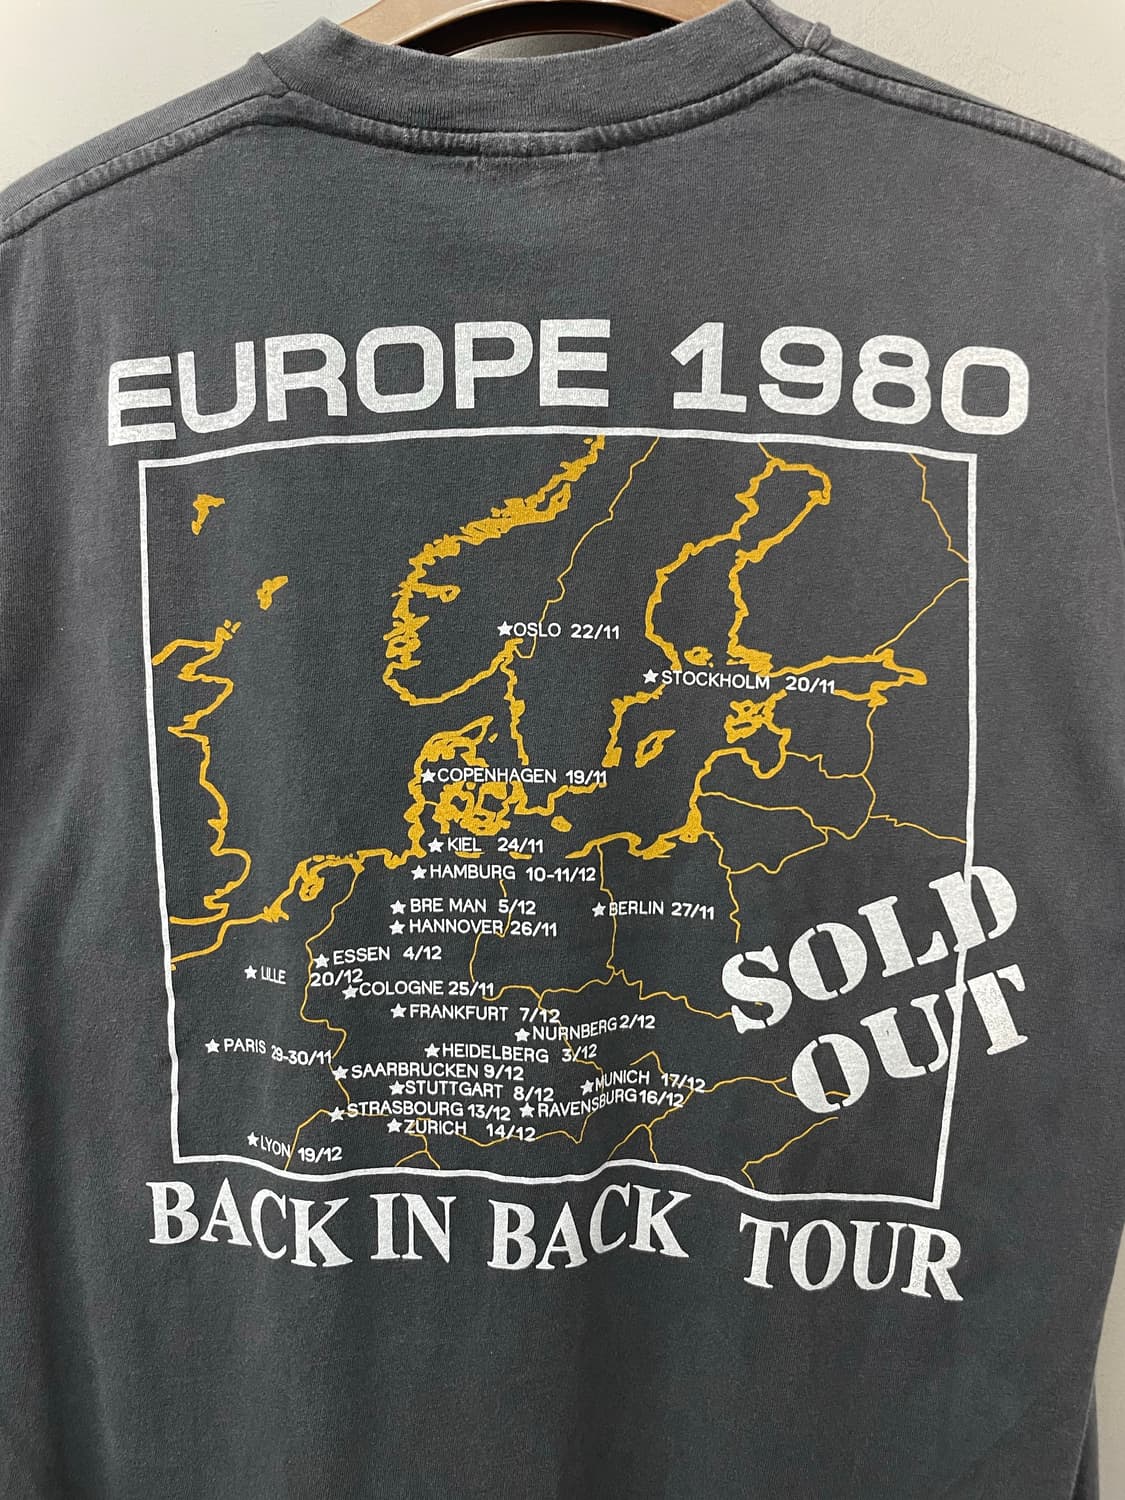 EUROPE 1980
★OSLO 22/11
★STOCKHOLM 20/11
★COPENHAGEN 19/11
★KIEL 24/11
★HAMBURG 10-11/12
★BRE MAN 5/12
★BERLIN 27/11
★HANNOVER 26/11
★ESSEN 4/12
★LILLE 20/12
★COLOGNE 25/11
★FRANKFURT 7/12
★NURNBERG 2/12
★PARIS 29-30/11
★HEIDELBERG 3/12
★SAARBRUCKEN 9/12
★MUNICH 17/12
★STUTTGART 8/12
★RAVENSBURG 16/12
★STRASBOURG 13/12
★ZURICH 14/12
★LYON 19/12
SOLD
OUT
BACK IN BACK TOUR